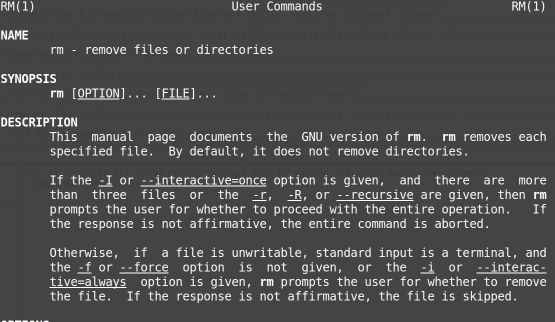 RM(1) User Commands RM(1)
NAME
rm - remove files or directories
SYNOPSIS
rm [OPTION]... [FILE]...
DESCRIPTION
This manual page documents the GNU version of rm. rm removes each
specified file. By default, it does not remove directories.
If the -I or --interactive=once option is given, and there are more
than three files or the -r, -R, or --recursive are given, then rm
prompts the user for whether to proceed with the entire operation. If
the response is not affirmative, the entire command is aborted.
Otherwise, if a file is unwritable, standard input is a terminal, and
the -f or --force option is not given, or the -i or --interac-
tive=always option is given, rm prompts the user for whether to remove
the file. If the response is not affirmative, the file is skipped.